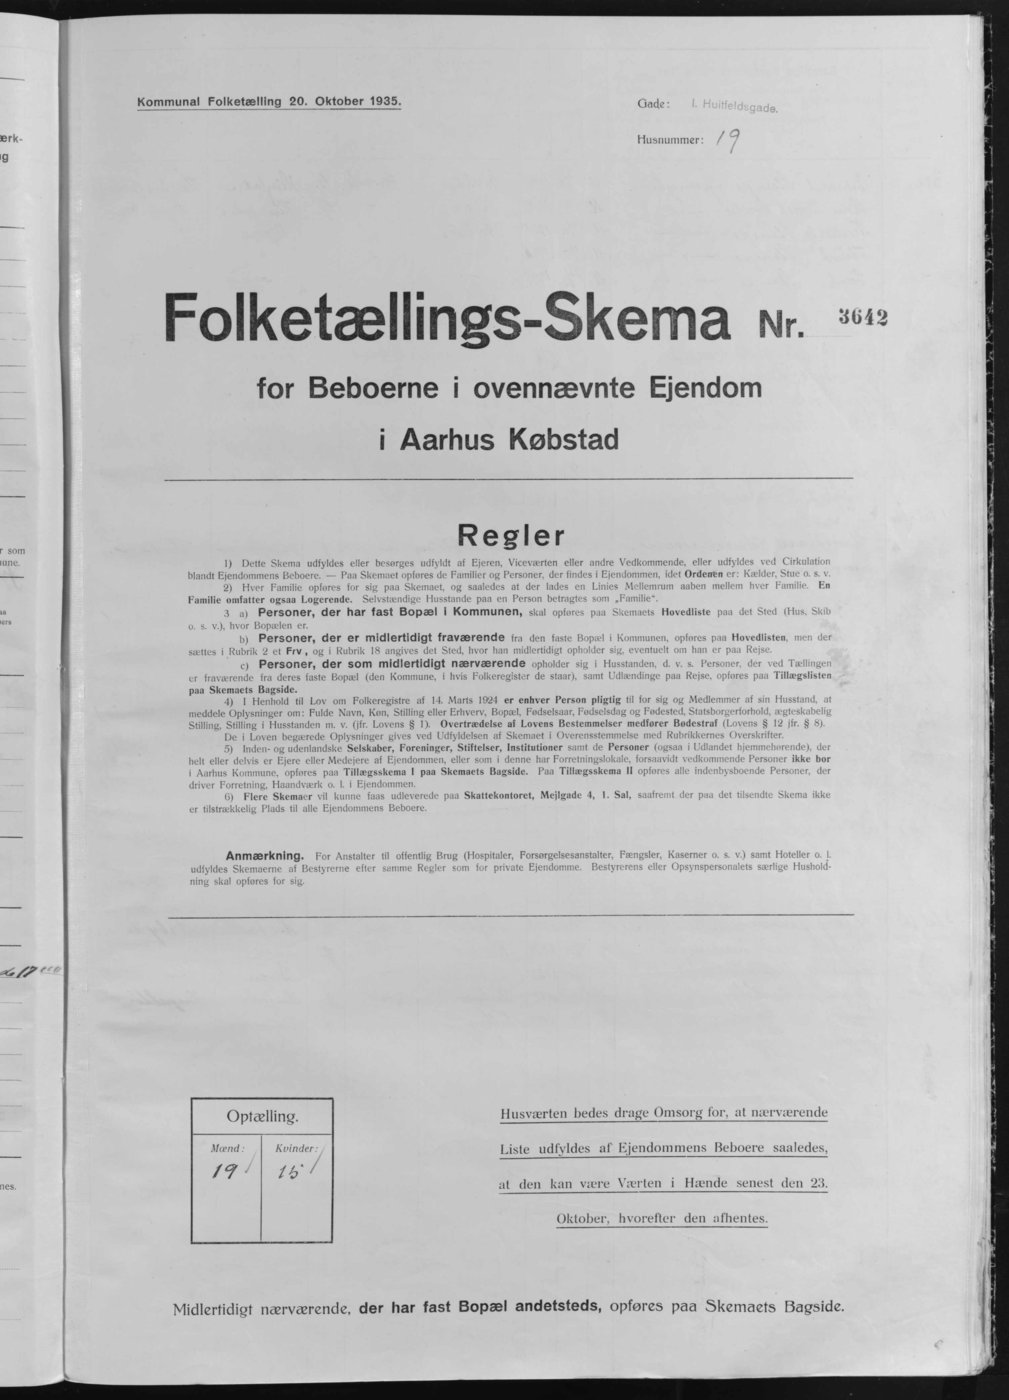 Kommunal Folketælling 20. Oktober 1935.
Gade: I. Huitfeldsgade.
Husnummer: 19
Folketællings-Skema Nr. 3642
for Beboerne i ovennævnte Ejendom
i Aarhus Købstad
Regler
1) Dette Skema udfyldes eller besørges udfyldt af Ejeren, Viceværten eller andre Vedkommende, eller udfyldes ved Cirkulation
blandt Ejendommens Beboere. — Paa Skemaet opføres de Familier og Personer, der findes i Ejendommen, idet Ordenen er: Kælder, Stue o. s. v.
2) Hver Familie opføres for sig paa Skemaet, og saaledes at der lades en Linies Mellemrum aaben mellem hver Familie. En
Familie omfatter ogsaa Logerende. Selvstændige Husstande paa en Person betragtes som „Familie".
3 a) Personer, der har fast Bopæl i Kommunen, skal opføres paa Skemaets Hovedliste paa det Sted (Hus, Skib
o. s. v.), hvor Bopælen er.
b) Personer, der er midlertidigt fraværende fra den faste Bopæl i Kommunen, opføres paa Hovedlisten, men der
sættes i Rubrik 2 et Frv., og i Rubrik 18 angives det Sted, hvor han midlertidigt opholder sig, eventuelt om han er paa Rejse.
c) Personer, der som midlertidigt nærværende opholder sig i Husstanden, d. v. s. Personer, der ved Tællingen
er fraværende fra deres faste Bopæl (den Kommune, i hvis Folkeregister de staar), samt Udlændinge paa Rejse, opføres paa Tillægslisten
paa Skemaets Bagside.
4) I Henhold til Lov om Folkeregistre af 14. Marts 1924 er enhver Person pligtig til for sig og Medlemmer af sin Husstand, at
meddele Oplysninger om: Fulde Navn, Køn, Stilling eller Erhverv, Bopæl, Fødselsaar, Fødselsdag og Fødested, Statsborgerforhold, ægteskabelig
Stilling, Stilling i Husstanden m. v. (jfr. Lovens § 1). Overtrædelse af Lovens Bestemmelser medfører Bødestraf (Lovens § 12 jfr. § 8).
De i Loven begærede Oplysninger gives ved Udfyldelsen af Skemaet i Overensstemmelse med Rubrikkernes Overskrifter.
5) Inden- og udenlandske Selskaber, Foreninger, Stiftelser, Institutioner samt de Personer (ogsaa i Udlandet hjemmehørende), der
helt eller delvis er Ejere eller Medejere af Ejendommen, eller som i denne har Forretningslokale, forsaavidt vedkommende Personer ikke bor
i Aarhus Kommune, opføres paa Tillægsskema I paa Skemaets Bagside. Paa Tillægsskema II opføres alle indenbysboende Personer, der
driver Forretning, Haandværk o. l. i Ejendommen.
6) Flere Skemaer vil kunne faas udleverede paa Skattekontoret, Mejlgade 4, 1. Sal, saafremt der paa det tilsendte Skema ikke
er tilstrækkelig Plads til alle Ejendommens Beboere.
Anmærkning. For Anstalter til offentlig Brug (Hospitaler, Forsørgelsesanstalter, Fængsler, Kaserner o. s. v.) samt Hoteller o. l.
udfyldes Skemaerne af Bestyrerne efter samme Regler som for private Ejendomme. Bestyrerens eller Opsynspersonalets særlige Hushold-
ning skal opføres for sig.
Optælling.
Mænd: Kvinder:
19 15
Husværten bedes drage Omsorg for, at nærværende
Liste udfyldes af Ejendommens Beboere saaledes,
at den kan være Værten i Hænde senest den 23.
Oktober, hvorefter den afhentes.
Midlertidigt nærværende, der har fast Bopæl andetsteds, opføres paa Skemaets Bagside.